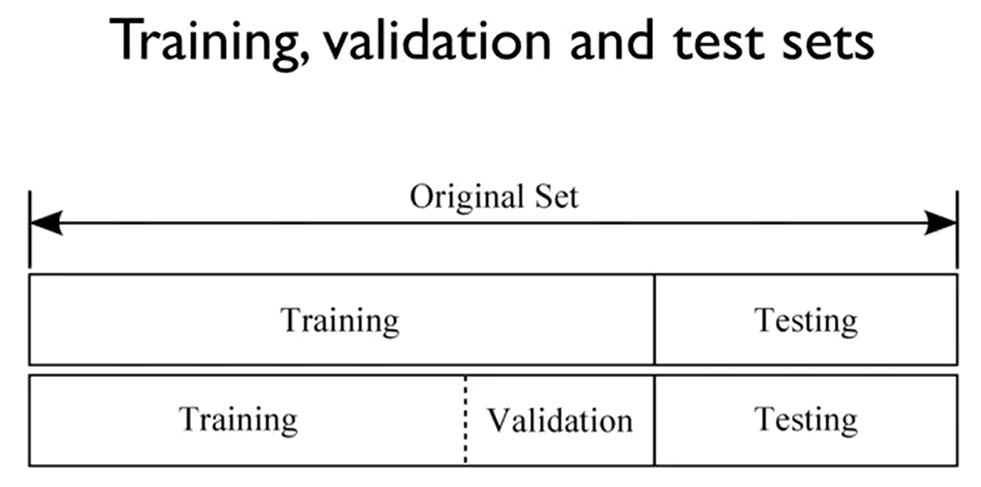 Training, validation and test sets
Original Set
Training Testing
Training Validation Testing